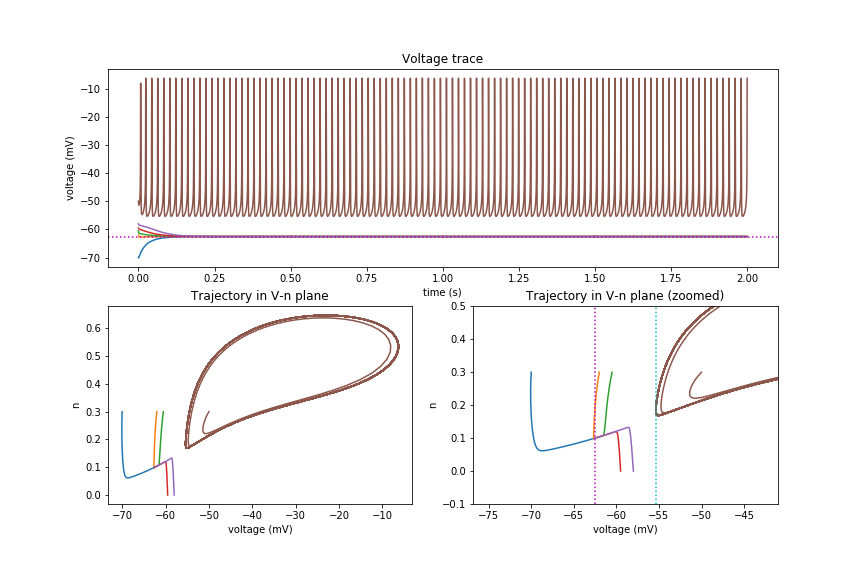 Voltage trace
voltage (mV)
−10
−20
−30
−40
−50
−60
−70
0.00 0.25 0.50 0.75 1.00 1.25 1.50 1.75 2.00
time (s)
Trajectory in V-n plane
n
0.6
0.5
0.4
0.3
0.2
0.1
0.0
−70 −60 −50 −40 −30 −20 −10
voltage (mV)
Trajectory in V-n plane (zoomed)
n
0.5
0.4
0.3
0.2
0.1
0.0
−0.1
−75 −70 −65 −60 −55 −50 −45
voltage (mV)